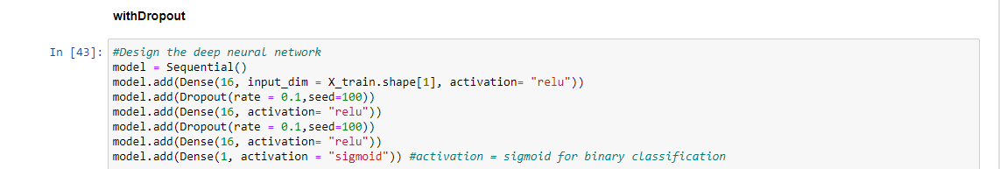 withDropout
In [43]: #Design the deep neural network
model = Sequential()
model.add(Dense(16, input_dim = X_train.shape[1], activation= "relu"))
model.add(Dropout(rate = 0.1,seed=100))
model.add(Dense(16, activation= "relu"))
model.add(Dropout(rate = 0.1,seed=100))
model.add(Dense(16, activation= "relu"))
model.add(Dense(1, activation = "sigmoid")) #activation = sigmoid for binary classification